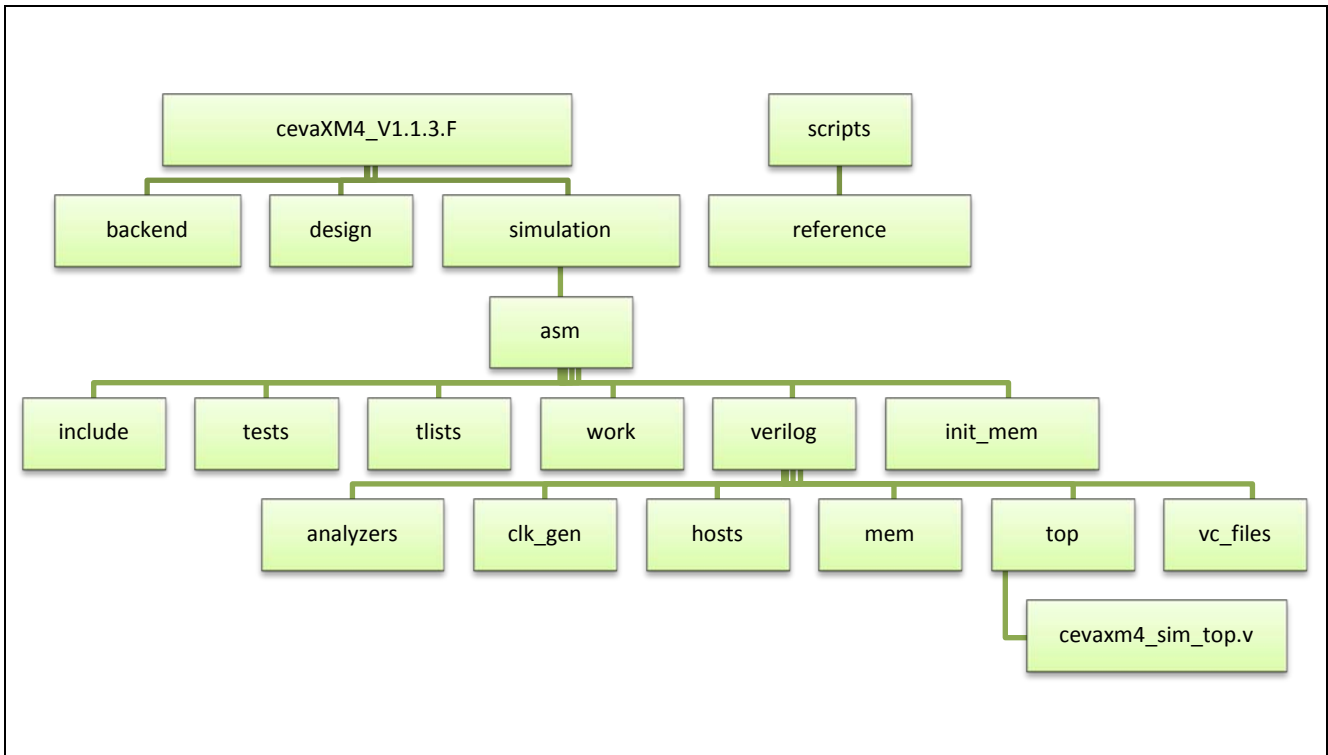 cevaXM4_V1.1.3.F
scripts
backend
design
simulation
reference
asm
include
tests
tlists
work
verilog
init_mem
analyzers
clk_gen
hosts
mem
top
vc_files
cevaxm4_sim_top.v